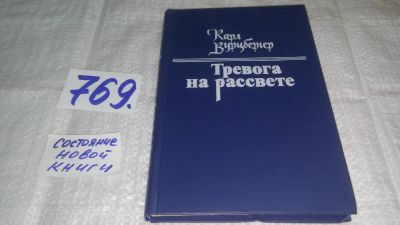 Карл
Вурцбергер
Тревога
на рассвете
769.
СОСТОЯНИЕ
НОВОЙ
КНИГИ